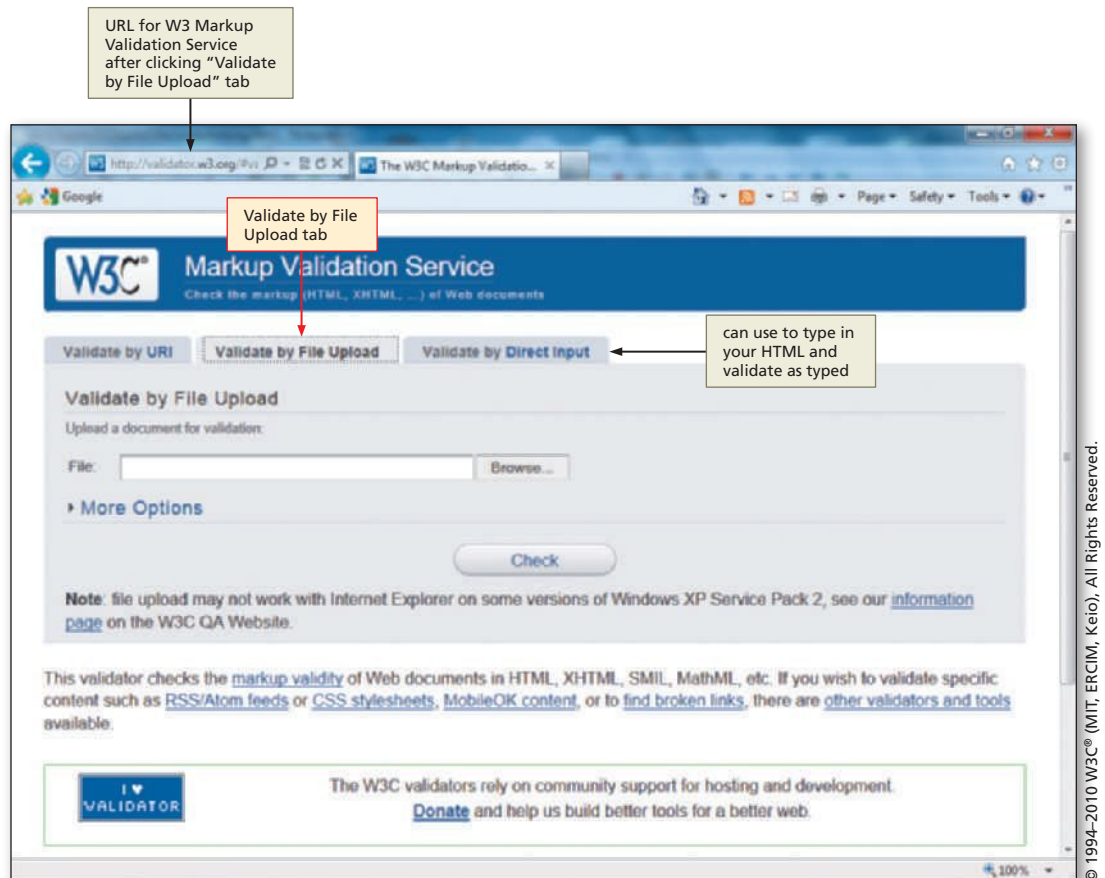 URL for W3 Markup
Validation Service
after clicking “Validate
by File Upload” tab
http://validator.w3.org/#v
The W3C Markup Validatio...
Google
Page
Safety
Tools
Validate by File
Upload tab
W3C®
Markup Validation Service
Check the markup (HTML, XHTML, ...) of Web documents
Validate by URI
Validate by File Upload
Validate by Direct Input
can use to type in
your HTML and
validate as typed
Validate by File Upload
Upload a document for validation:
File:
Browse...
More Options
Check
Note: file upload may not work with Internet Explorer on some versions of Windows XP Service Pack 2, see our information
page on the W3C QA Website.
This validator checks the markup validity of Web documents in HTML, XHTML, SMIL, MathML, etc. If you wish to validate specific
content such as RSS/Atom feeds or CSS stylesheets, MobileOK content, or to find broken links, there are other validators and tools
available.
I ♥
VALIDATOR
The W3C validators rely on community support for hosting and development.
Donate and help us build better tools for a better web.
100%
© 1994–2010 W3C® (MIT, ERCIM, Keio), All Rights Reserved.